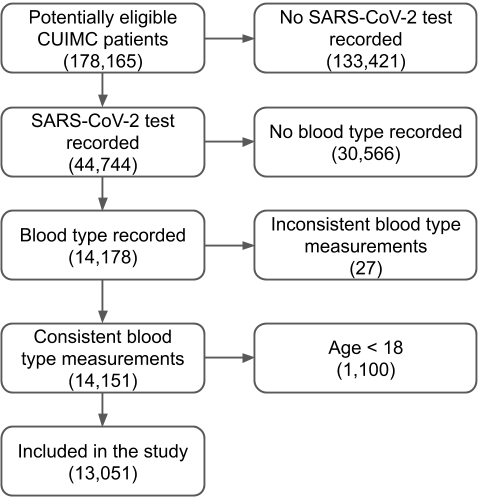 Potentially eligible
CUIMC patients
(178,165)
No SARS-CoV-2 test
recorded
(133,421)
SARS-CoV-2 test
recorded
(44,744)
No blood type recorded
(30,566)
Blood type recorded
(14,178)
Inconsistent blood type
measurements
(27)
Consistent blood
type measurements
(14,151)
Age < 18
(1,100)
Included in the study
(13,051)